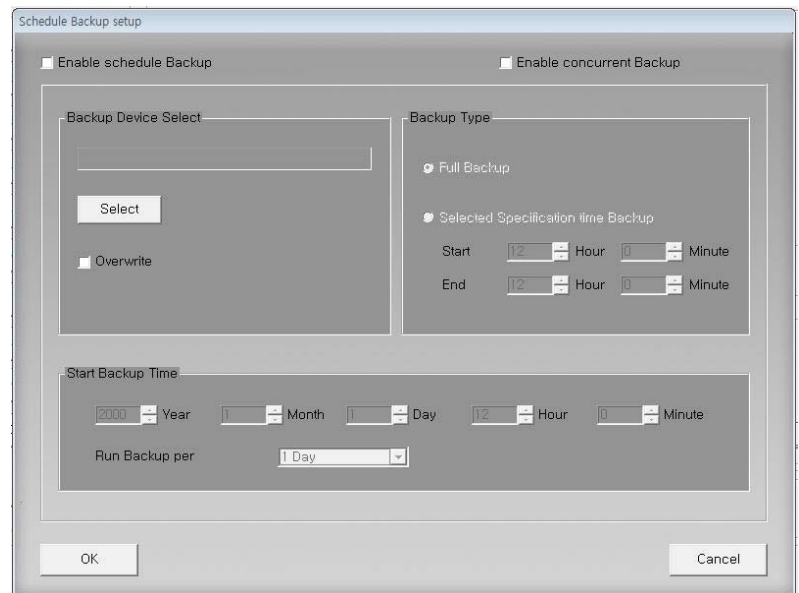 Schedule Backup setup
Enable schedule Backup Enable concurrent Backup
Backup Device Select
Select
Overwrite
Backup Type
Full Backup
Selected Specification time Backup
Start 12 Hour 0 Minute
End 12 Hour 0 Minute
Start Backup Time
2000 Year 1 Month 1 Day 12 Hour 0 Minute
Run Backup per 1 Day
OK Cancel